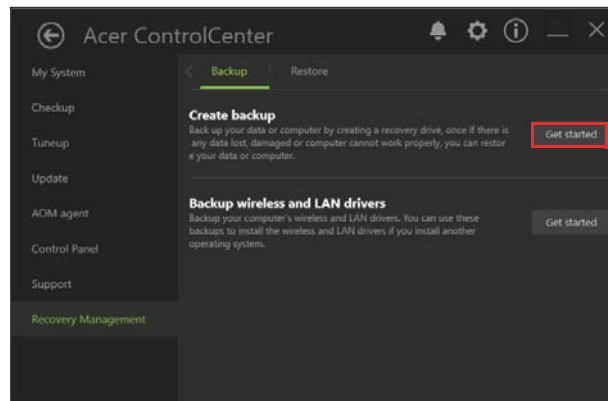 Acer ControlCenter
My System
Checkup
Tuneup
Update
AOM agent
Control Panel
Support
Recovery Management
Backup
Restore
Create backup
Back up your data or computer by creating a recovery drive, once if there is
any data lost, damaged or computer cannot work properly, you can restor
e your data or computer.
Get started
Backup wireless and LAN drivers
Backup your computer's wireless and LAN drivers. You can use these
backups to install the wireless and LAN drivers if you install another
operating system.
Get started